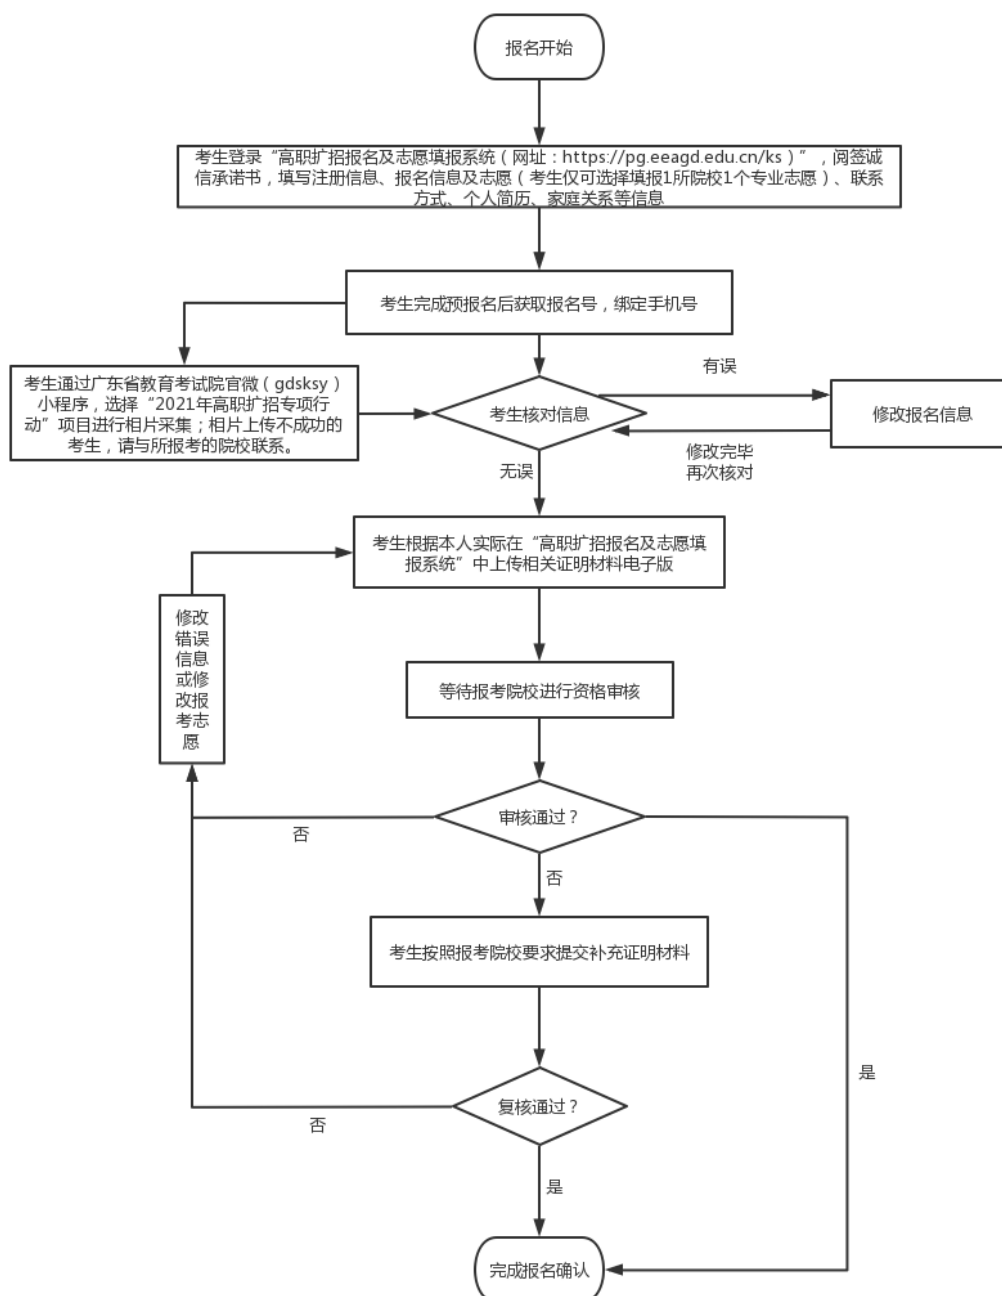 报名开始
考生登录“高职扩招报名及志愿填报系统（网址：https://pg.eeagd.edu.cn/ks）”，阅签诚
信承诺书，填写注册信息、报名信息及志愿（考生仅可选择填报1所院校1个专业志愿）、联系
方式、个人简历、家庭关系等信息
考生完成预报名后获取报名号，绑定手机号
考生通过广东省教育考试院官微（gdsksy）
小程序，选择“2021年高职扩招专项行
动”项目进行相片采集；相片上传不成功的
考生，请与所报考的院校联系。
考生核对信息
有误
修改报名信息
修改完毕
再次核对
无误
考生根据本人实际在“高职扩招报名及志愿填
报系统”中上传相关证明材料电子版
修改
错误
信息
或修
改报
考志
愿
等待报考院校进行资格审核
审核通过？
否
否
考生按照报考院校要求提交补充证明材料
是
复核通过？
否
是
完成报名确认